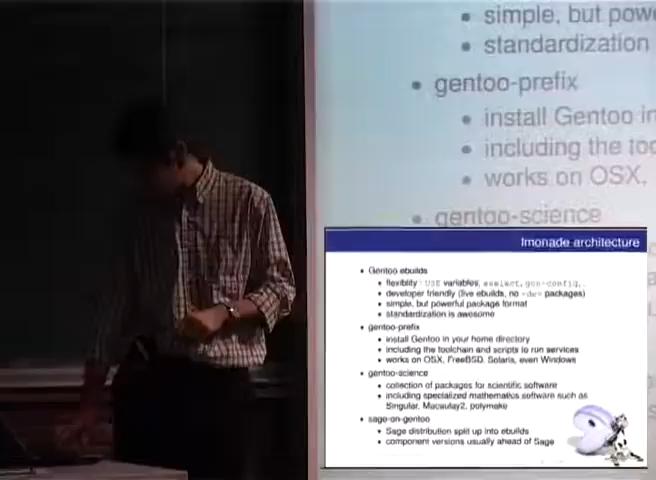 simple, but pow
standardization
gentoo-prefix
install Gentoo in
including the too
works on OSX,
gentoo-science
lmonade architecture
Gentoo ebuilds
flexibility : USE variables, eselect, gcc-config,
developer friendly (live ebuilds, no -dev packages)
simple, but powerful package format
standardization is awesome
gentoo-prefix
install Gentoo in your home directory
including the toolchain and scripts to run services
works on OSX, FreeBSD, Solaris, even Windows
gentoo-science
collection of packages for scientific software
including specialized mathematics software such as
Singular, Macaulay2, polymake
sage-on-gentoo
Sage distribution split up into ebuilds
component versions usually ahead of Sage